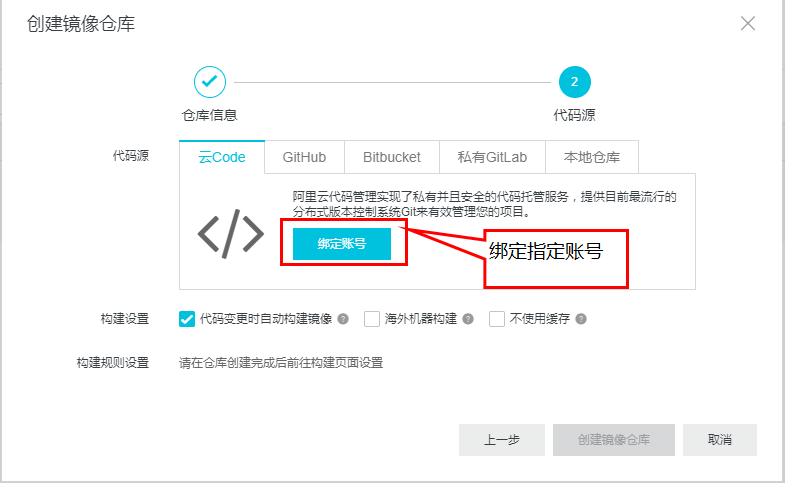 创建镜像仓库
2
仓库信息
代码源
代码源
云Code
GitHub
Bitbucket
私有GitLab
本地仓库
阿里云代码管理实现了私有并且安全的代码托管服务，提供目前最流行的
分布式版本控制系统Git来有效管理您的项目。
</>
绑定账号
绑定指定账号
构建设置
代码变更时自动构建镜像 ?
海外机器构建 ?
不使用缓存 ?
构建规则设置
请在仓库创建完成后前往构建页面设置
上一步
创建镜像仓库
取消